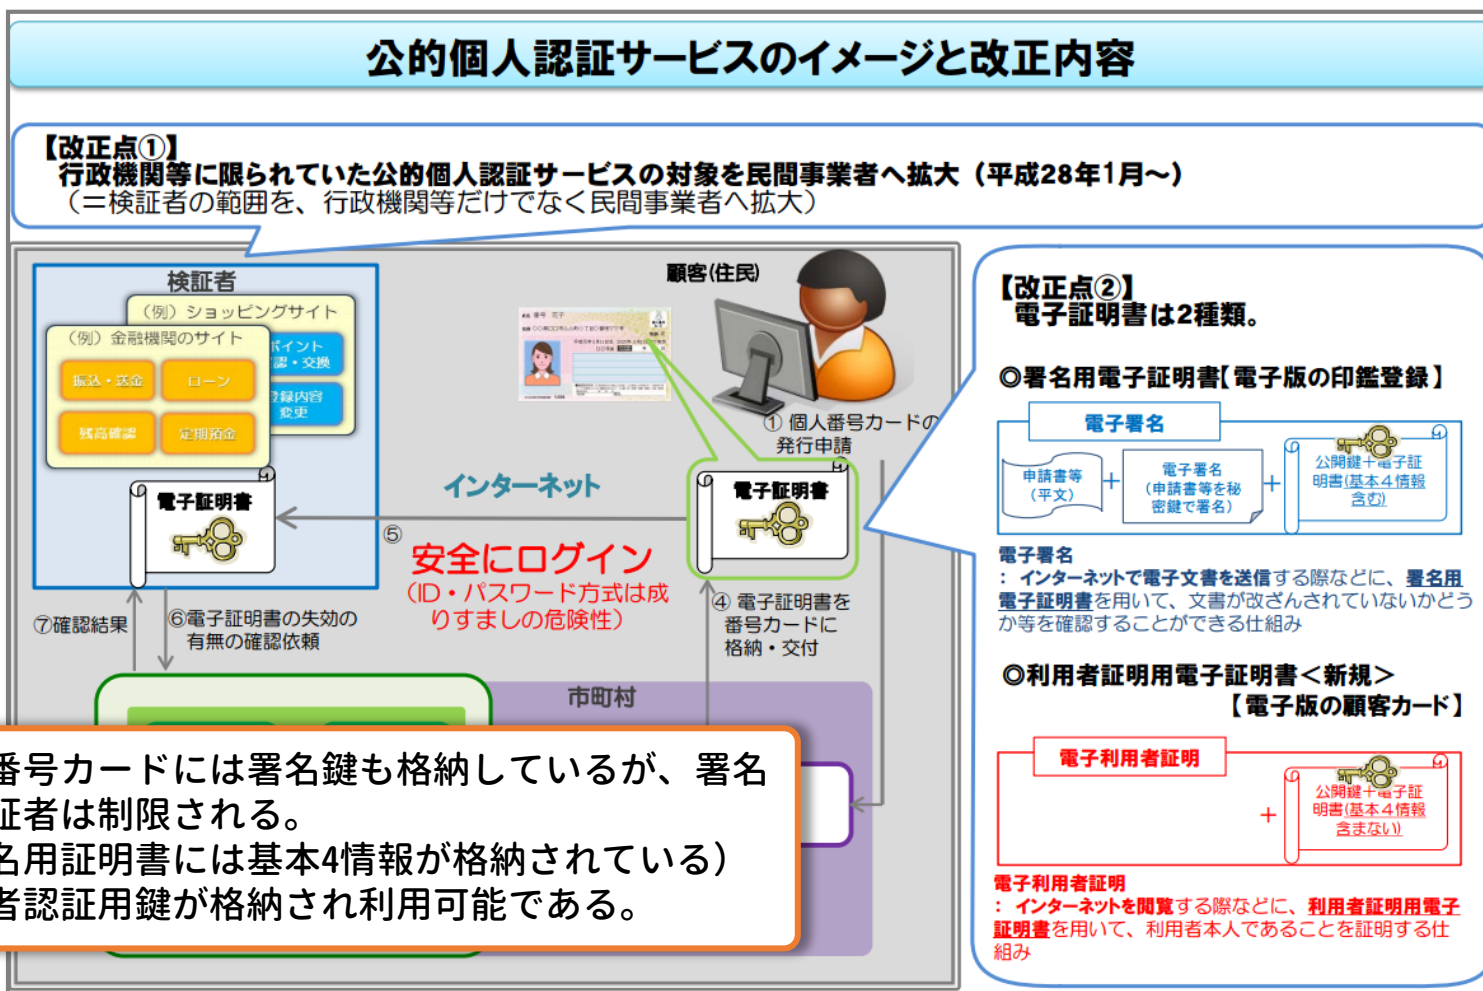 公的個人認証サービスのイメージと改正内容
【改正点①】
行政機関等に限られていた公的個人認証サービスの対象を民間事業者へ拡大（平成28年1月～）
（＝検証者の範囲を、行政機関等だけでなく民間事業者へ拡大）
検証者
（例）ショッピングサイト
（例）金融機関のサイト
ポイント
・交換
振込・送金
ローン
登録内容
変更
残高確認
定期預金
電子証明書
顧客(住民)
① 個人番号カードの
発行申請
インターネット
電子証明書
⑤
安全にログイン
（ID・パスワード方式は成
りすましの危険性）
④ 電子証明書を
番号カードに
格納・交付
⑦確認結果
⑥電子証明書の失効の
有無の確認依頼
市町村
番号カードには署名鍵も格納しているが、署名
証者は制限される。
名用証明書には基本4情報が格納されている）
者認証用鍵が格納され利用可能である。
【改正点②】
電子証明書は2種類。
◎署名用電子証明書【電子版の印鑑登録】
電子署名
申請書等
（平文）
＋
電子署名
（申請書等を秘
密鍵で署名）
＋
公開鍵＋電子証
明書(基本４情報
含む)
電子署名
： インターネットで電子文書を送信する際などに、署名用
電子証明書を用いて、文書が改ざんされていないかどう
か等を確認することができる仕組み
◎利用者証明用電子証明書＜新規＞
【電子版の顧客カード】
電子利用者証明
＋
公開鍵＋電子証
明書(基本４情報
含まない)
電子利用者証明
： インターネットを閲覧する際などに、利用者証明用電子
証明書を用いて、利用者本人であることを証明する仕
組み